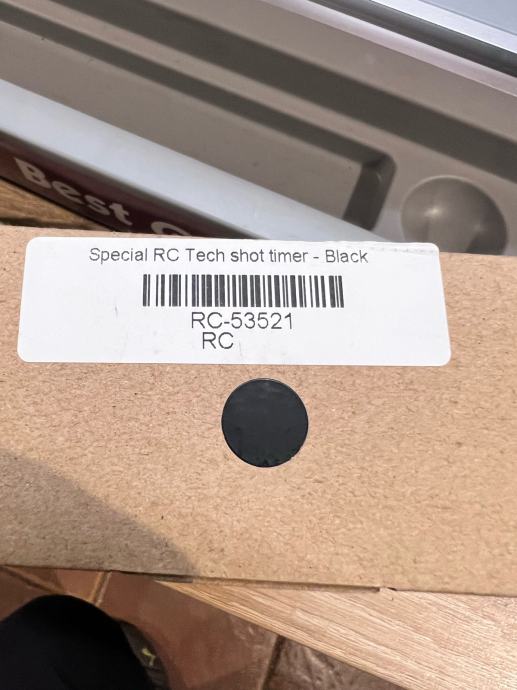 Best
Special RC Tech shot timer - Black
RC-53521
RC